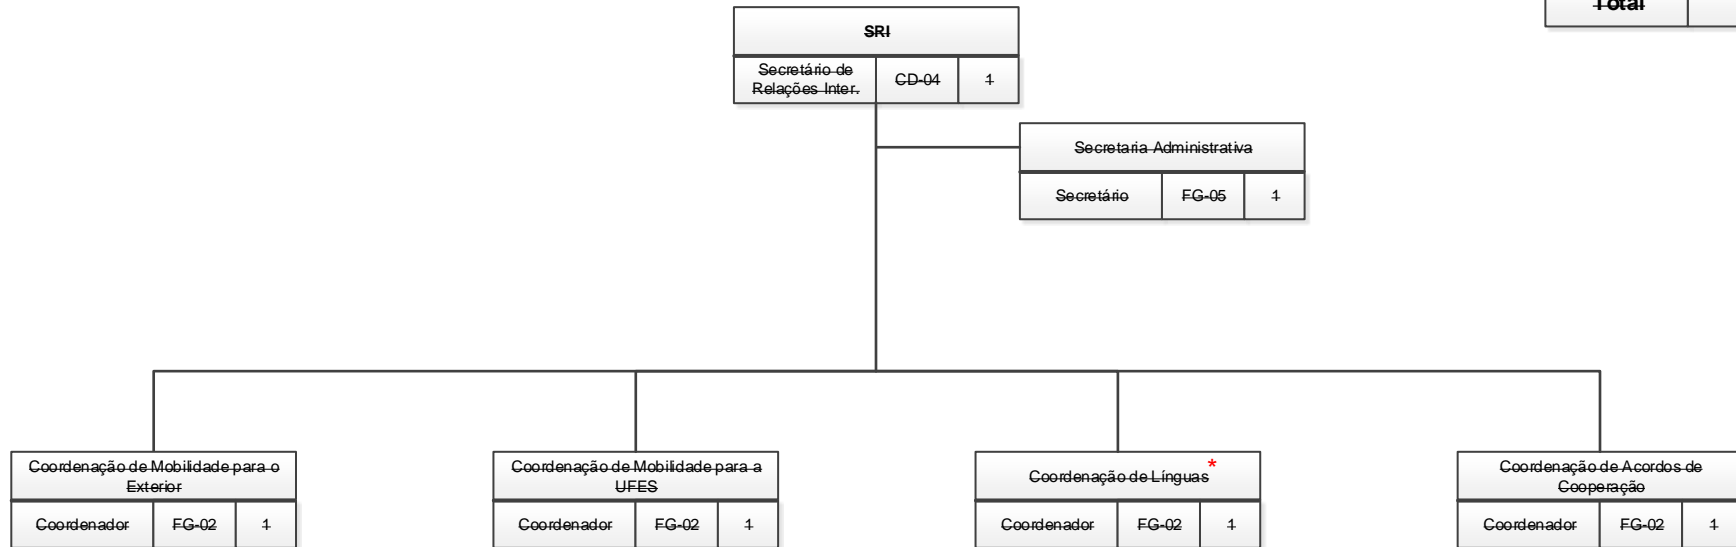 Total
SRI
Secretário de
Relações Inter.
CD-04
1
Secretaria Administrativa
Secretário
FG-05
1
Coordenação de Mobilidade para o
Exterior
Coordenador
FG-02
1
Coordenação de Mobilidade para a
UFES
Coordenador
FG-02
1
Coordenação de Línguas*
Coordenador
FG-02
1
Coordenação de Acordos de
Cooperação
Coordenador
FG-02
1